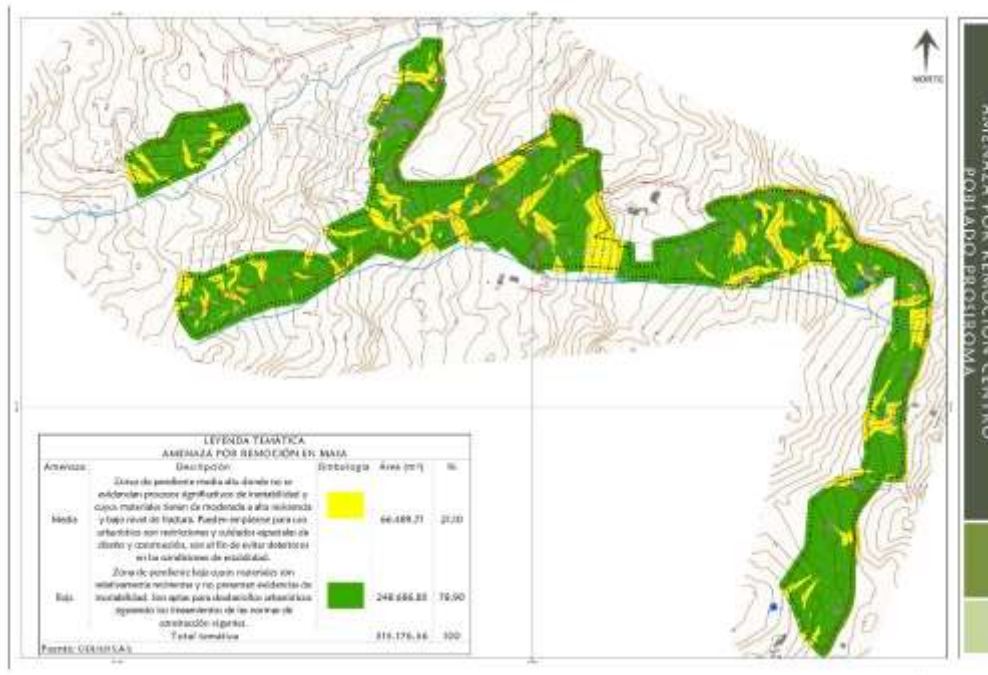 NORTE
AMENAZA POR REMOCIÓN CENTRO
POBLADO PROSIROMA
LEYENDA TEMÁTICA
AMENAZA POR REMOCIÓN EN MASA
Amenaza Descripción Simbología Área (m²) %
Zonas de pendiente media alta donde no se
evidencian procesos significativos de inestabilidad y
cuyos materiales tienen de moderada a alta resistencia
y bajo nivel de fractura. Pueden emplearse para uso
urbanístico con restricciones y cuidados especiales de
diseño y construcción, con el fin de evitar deterioros
en las condiciones de estabilidad.
Media 66.489,71 21,10
Zona de pendiente baja cuyos materiales son
relativamente resistentes y no presentan evidencias de
inestabilidad. Son aptas para desarrollos urbanísticos
siguiendo los lineamientos de las normas de
construcción vigentes.
Baja 248.686,85 78,90
Total temática 315.176,56 100
Fuente: